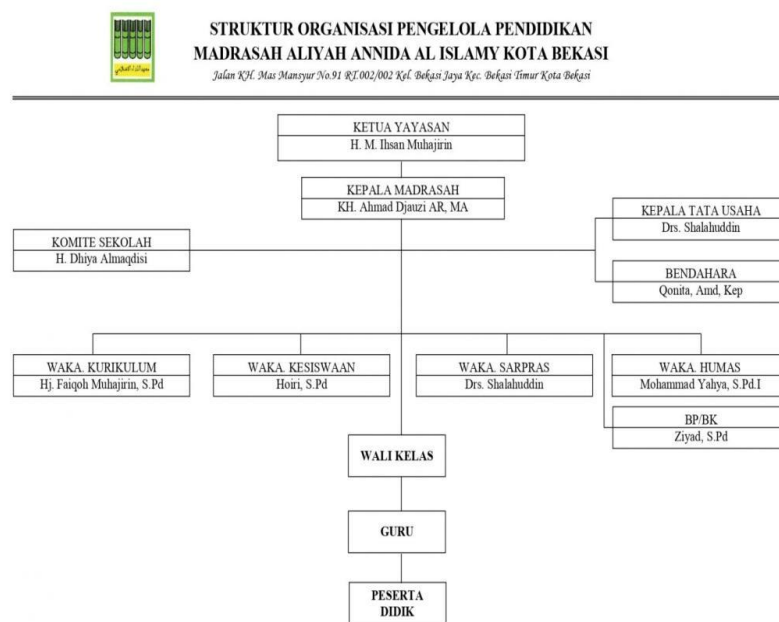 STRUKTUR ORGANISASI PENGELOLA PENDIDIKAN
MADRASAH ALIYAH ANNIDA AL ISLAMY KOTA BEKASI
Jalan KH. Mas Mansyur No.91 RT.002/002 Kel. Bekasi Jaya Kec. Bekasi Timur Kota Bekasi
KETUA YAYASAN
H. M. Ihsan Muhajirin
KEPALA MADRASAH
KH. Ahmad Djauzi AR, MA
KEPALA TATA USAHA
Drs. Shalahuddin
KOMITE SEKOLAH
H. Dhiya Almaqdisi
BENDAHARA
Qonita, Amd, Kep
WAKA. KURIKULUM
Hj. Faiqoh Muhajirin, S.Pd
WAKA. KESISWAAN
Hoiri, S.Pd
WAKA. SARPRAS
Drs. Shalahuddin
WAKA. HUMAS
Mohammad Yahya, S.Pd.I
BP/BK
Ziyad, S.Pd
WALI KELAS
GURU
PESERTA
DIDIK